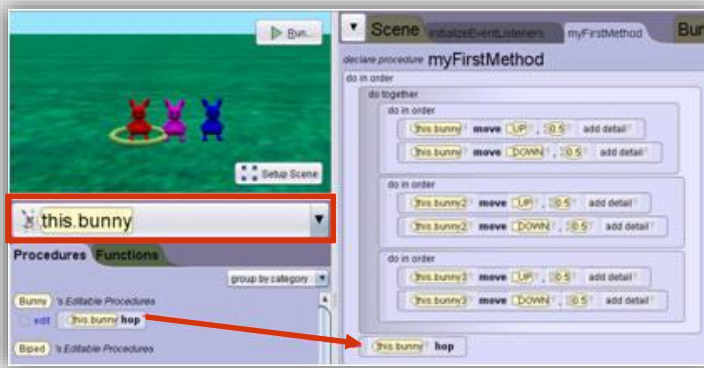 Run...
Setup Scene
this.bunny
Procedures Functions
group by category
Bunny 's Editable Procedures
edit this.bunny hop
Biped 's Editable Procedures
Scene initializeEventListeners myFirstMethod Bun
declare procedure myFirstMethod
do in order
do together
do in order
this.bunny move UP , 0.5 add detail
this.bunny move DOWN , 0.5 add detail
do in order
this.bunny2 move UP , 0.5 add detail
this.bunny2 move DOWN , 0.5 add detail
do in order
this.bunny3 move UP , 0.5 add detail
this.bunny3 move DOWN , 0.5 add detail
this.bunny hop